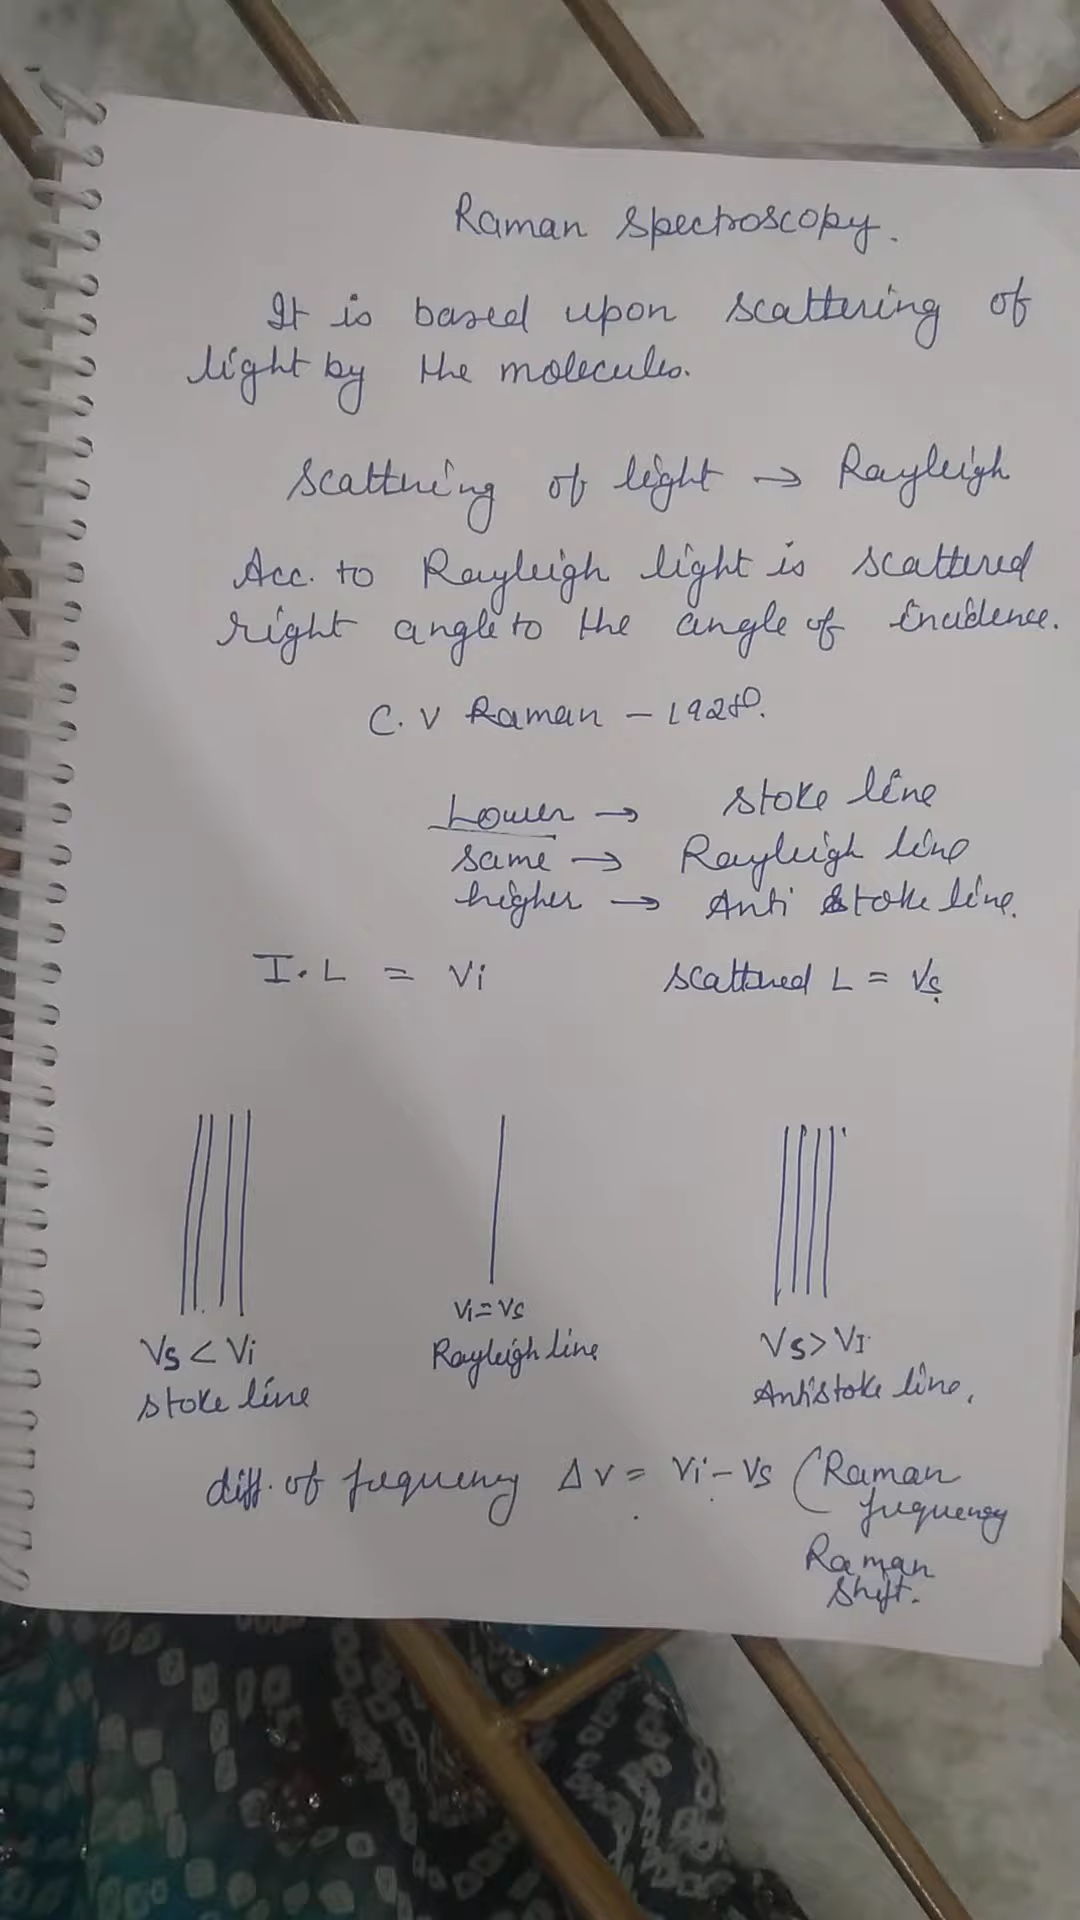 Raman Spectroscopy.
It is based upon scattering of
light by the molecules.
Scattering of light → Rayleigh
Acc. to Rayleigh light is scattered
right angle to the angle of incidence.
C. V Raman – 1928.
Lower → stoke line
same → Rayleigh line
higher → Anti stoke line.
I. L = Vi scattered L = Vs
Vs < Vi
stoke line
Vi = Vs
Rayleigh line
Vs > VI
Antistoke line.
diff. of frequency Δv = Vi – Vs (Raman
frequency
Raman
Shift.